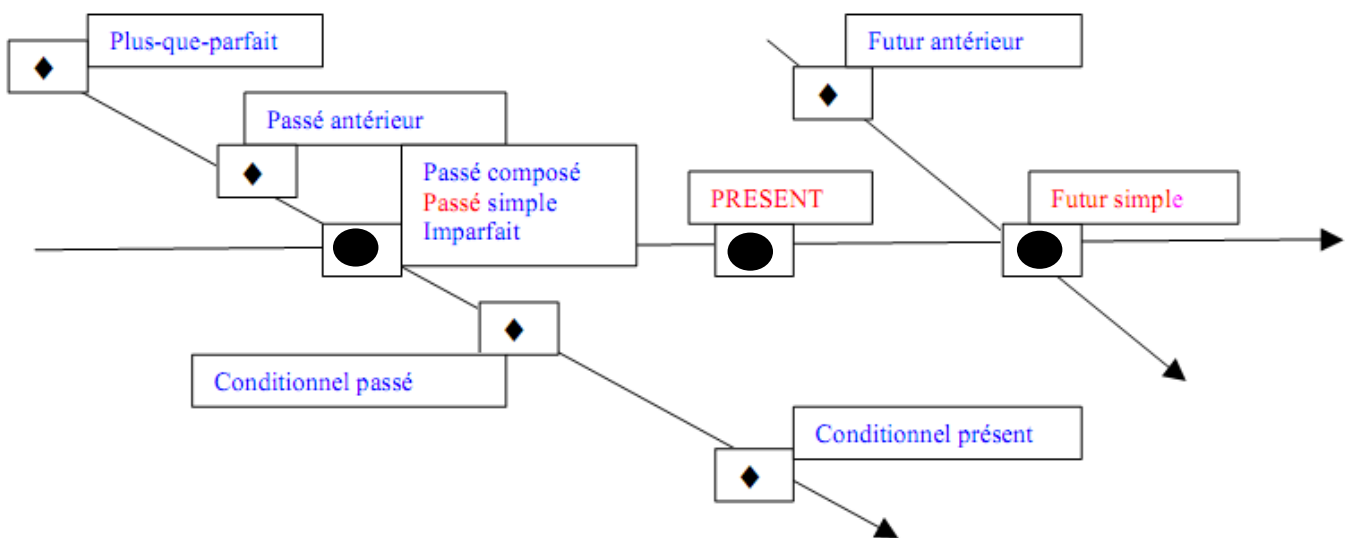 Plus-que-parfait
Futur antérieur
Passé antérieur
Passé composé
Passé simple
Imparfait
PRESENT
Futur simple
Conditionnel passé
Conditionnel présent